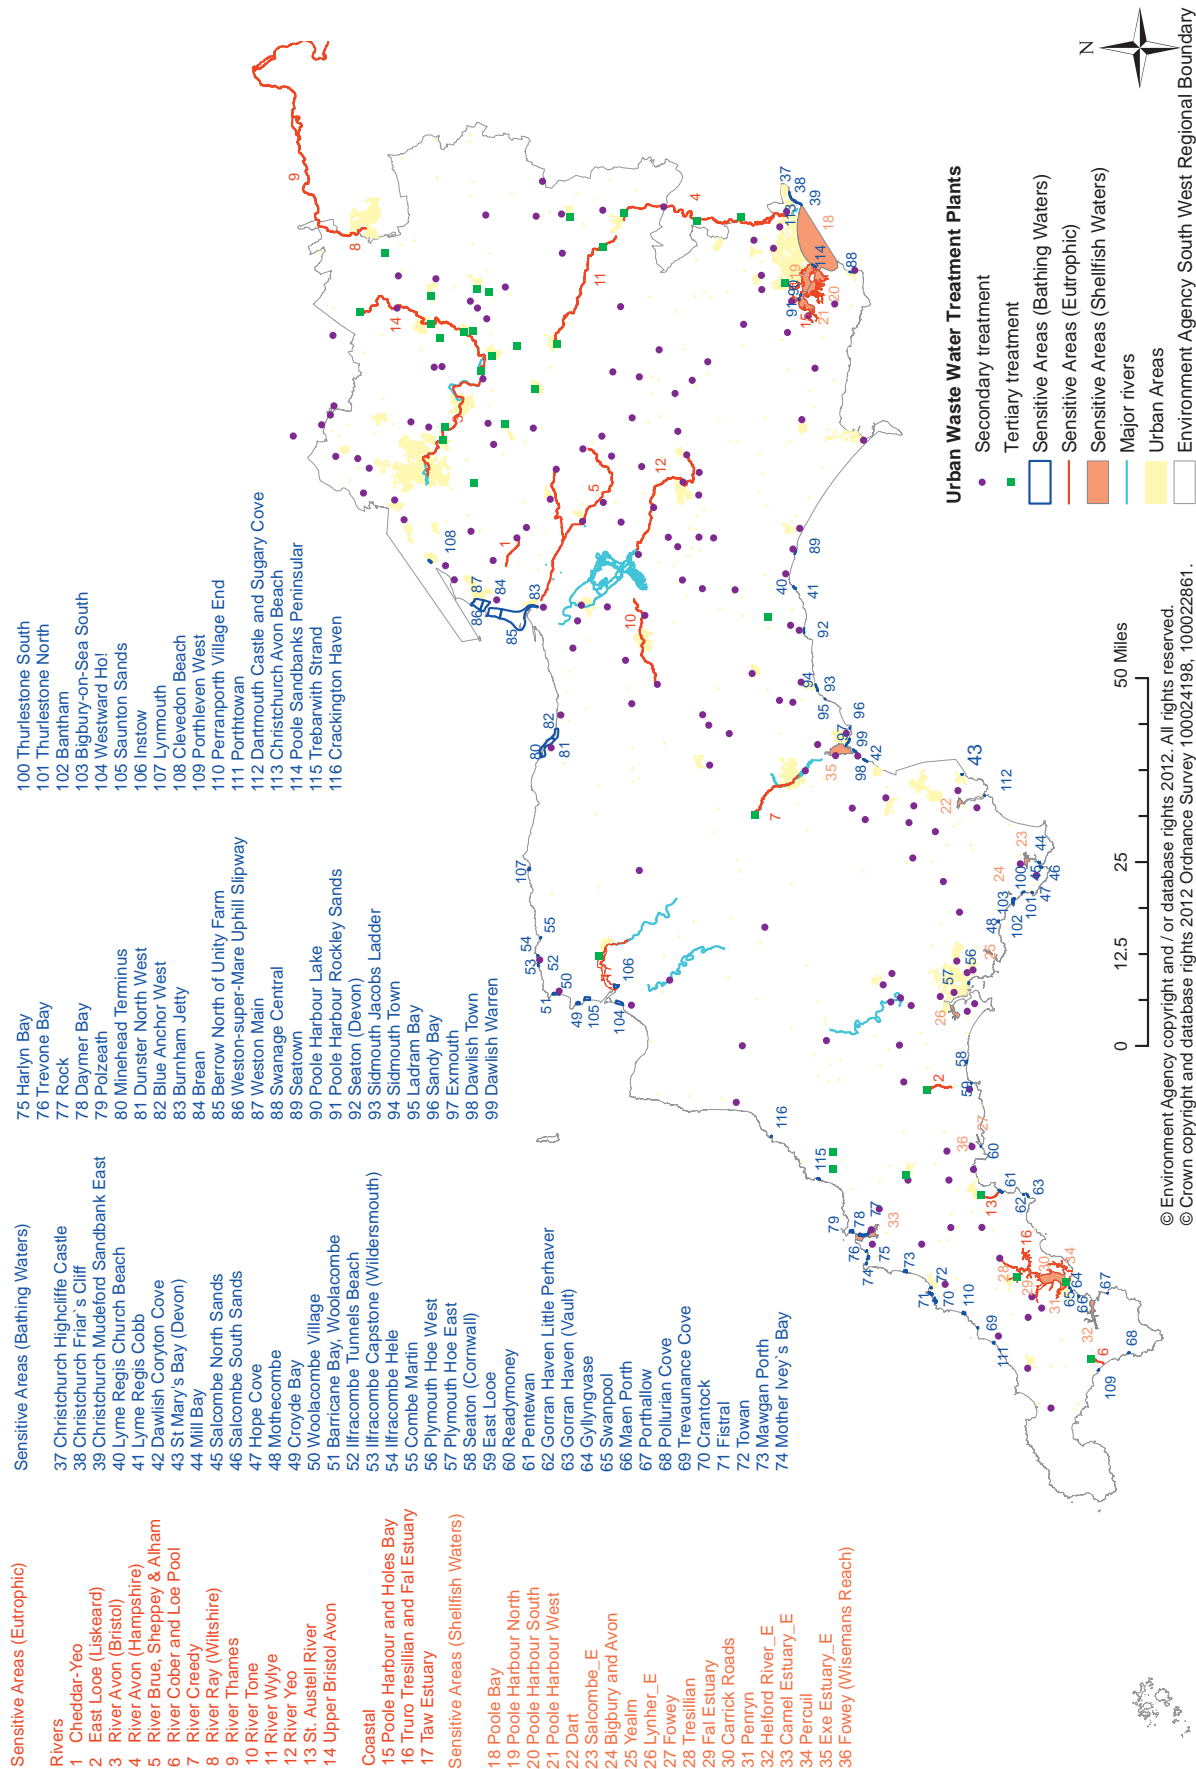 Sensitive Areas (Eutrophic)
Rivers
1 Cheddar-Yeo
2 East Looe (Liskeard)
3 River Avon (Bristol)
4 River Avon (Hampshire)
5 River Brue, Sheppey & Alham
6 River Cober and Loe Pool
7 River Creedy
8 River Ray (Wiltshire)
9 River Thames
10 River Tone
11 River Wylye
12 River Yeo
13 St. Austell River
14 Upper Bristol Avon
Coastal
15 Poole Harbour and Holes Bay
16 Truro Tresillian and Fal Estuary
17 Taw Estuary
Sensitive Areas (Shellfish Waters)
18 Poole Bay
19 Poole Harbour North
20 Poole Harbour South
21 Poole Harbour West
22 Dart
23 Salcombe_E
24 Bigbury and Avon
25 Yealm
26 Lynher_E
27 Fowey
28 Tresillian
29 Fal Estuary
30 Carrick Roads
31 Penryn
32 Helford River_E
33 Camel Estuary_E
34 Percuil
35 Exe Estuary_E
36 Fowey (Wisemans Reach)
Sensitive Areas (Bathing Waters)
37 Christchurch Highcliffe Castle
38 Christchurch Friar`s Cliff
39 Christchurch Mudeford Sandbank East
40 Lyme Regis Church Beach
41 Lyme Regis Cobb
42 Dawlish Coryton Cove
43 St Mary's Bay (Devon)
44 Mill Bay
45 Salcombe North Sands
46 Salcombe South Sands
47 Hope Cove
48 Mothecombe
49 Croyde Bay
50 Woolacombe Village
51 Barricane Bay, Woolacombe
52 Ilfracombe Tunnels Beach
53 Ilfracombe Capstone (Wildersmouth)
54 Ilfracombe Hele
55 Combe Martin
56 Plymouth Hoe West
57 Plymouth Hoe East
58 Seaton (Cornwall)
59 East Looe
60 Readymoney
61 Pentewan
62 Gorran Haven Little Perhaver
63 Gorran Haven (Vault)
64 Gyllyngvase
65 Swanpool
66 Maen Porth
67 Porthallow
68 Pollurian Cove
69 Trevaunance Cove
70 Crantock
71 Fistral
72 Towan
73 Mawgan Porth
74 Mother Ivey`s Bay
75 Harlyn Bay
76 Trevone Bay
77 Rock
78 Daymer Bay
79 Polzeath
80 Minehead Terminus
81 Dunster North West
82 Blue Anchor West
83 Burnham Jetty
84 Brean
85 Berrow North of Unity Farm
86 Weston-super-Mare Uphill Slipway
87 Weston Main
88 Swanage Central
89 Seatown
90 Poole Harbour Lake
91 Poole Harbour Rockley Sands
92 Seaton (Devon)
93 Sidmouth Jacobs Ladder
94 Sidmouth Town
95 Ladram Bay
96 Sandy Bay
97 Exmouth
98 Dawlish Town
99 Dawlish Warren
100 Thurlestone South
101 Thurlestone North
102 Bantham
103 Bigbury-on-Sea South
104 Westward Ho!
105 Saunton Sands
106 Instow
107 Lynmouth
108 Clevedon Beach
109 Porthleven West
110 Perranporth Village End
111 Porthtowan
112 Dartmouth Castle and Sugary Cove
113 Christchurch Avon Beach
114 Poole Sandbanks Peninsular
115 Trebarwith Strand
116 Crackington Haven
N
Urban Waste Water Treatment Plants
Secondary treatment
Tertiary treatment
Sensitive Areas (Bathing Waters)
Sensitive Areas (Eutrophic)
Sensitive Areas (Shellfish Waters)
Major rivers
Urban Areas
Environment Agency South West Regional Boundary
0 12.5 25 50 Miles
© Environment Agency copyright and / or database rights 2012. All rights reserved.
© Crown copyright and database rights 2012 Ordnance Survey 100024198, 100022861.